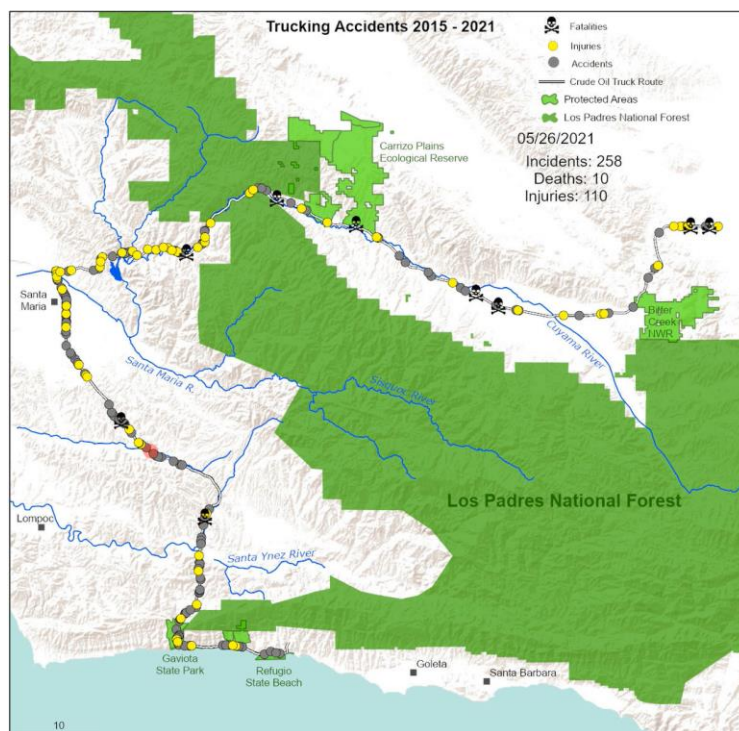 Trucking Accidents 2015 - 2021
Fatalities
Injuries
Accidents
Crude Oil Truck Route
Protected Areas
Los Padres National Forest
05/26/2021
Incidents: 258
Deaths: 10
Injuries: 110
Carrizo Plains
Ecological Reserve
Santa
Maria
Bitter
Creek
NWR
Cuyama River
Santa Maria R.
Sisquoc River
Los Padres National Forest
Lompoc
Santa Ynez River
Gaviota
State Park
Refugio
State Beach
Goleta
Santa Barbara
10